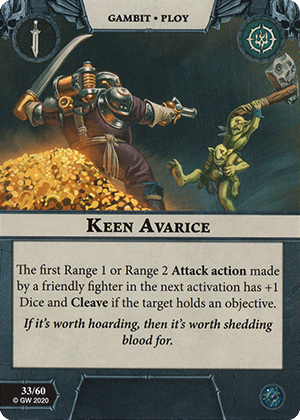 GAMBIT • PLOY
KEEN AVARICE
The first Range 1 or Range 2 Attack action made
by a friendly fighter in the next activation has +1
Dice and Cleave if the target holds an objective.
If it's worth hoarding, then it's worth shedding
blood for.
33/60
© GW 2020